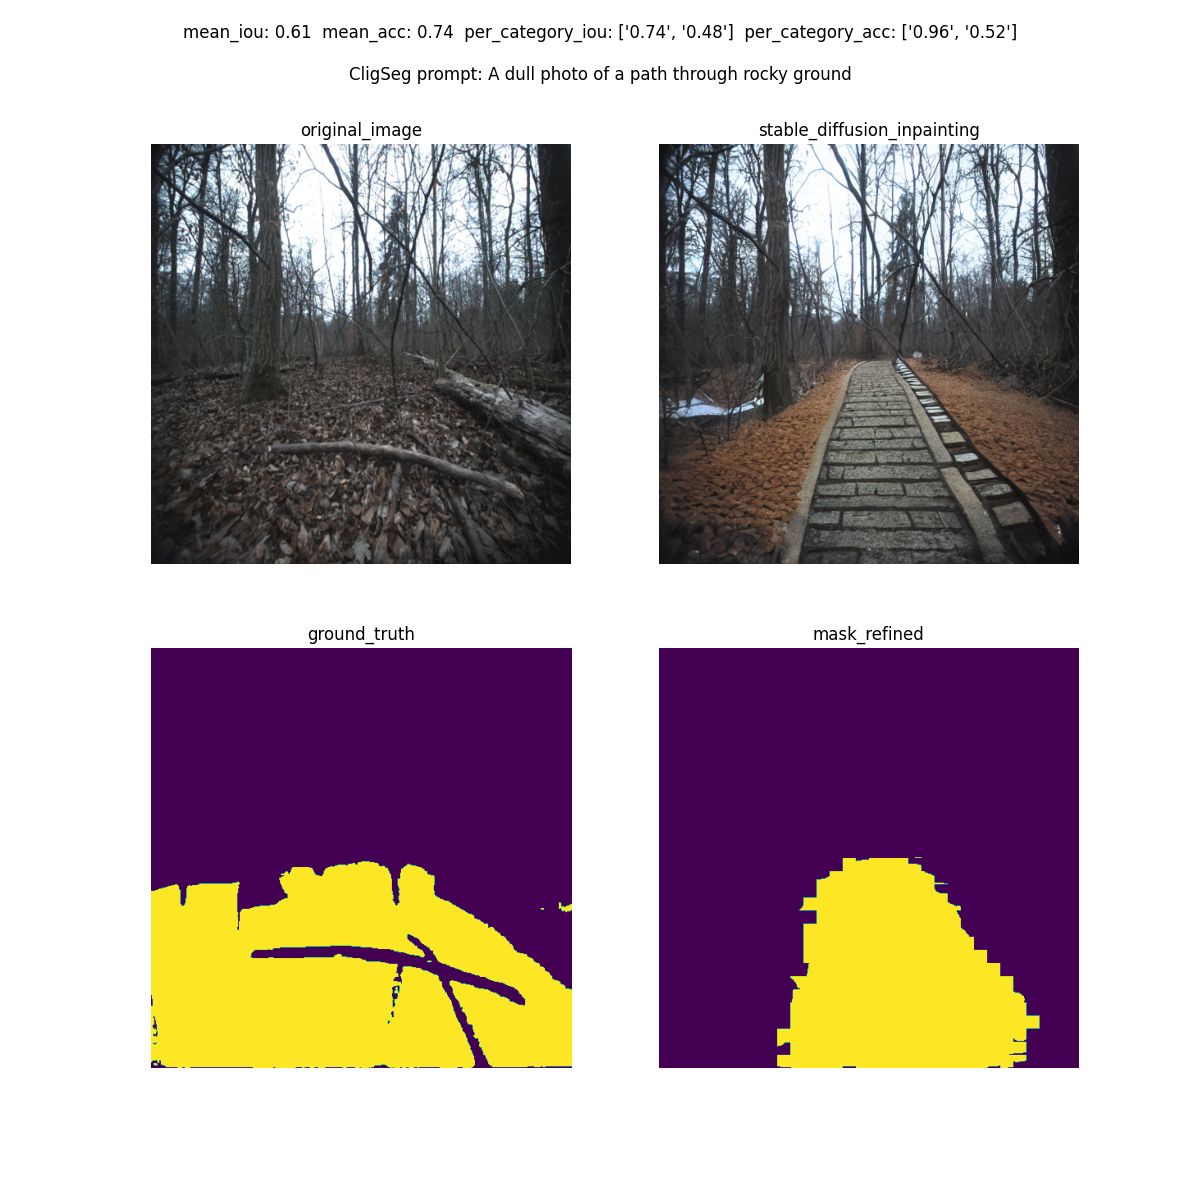 mean_iou: 0.61 mean_acc: 0.74 per_category_iou: ['0.74', '0.48'] per_category_acc: ['0.96', '0.52']
CligSeg prompt: A dull photo of a path through rocky ground
original_image
stable_diffusion_inpainting
ground_truth
mask_refined